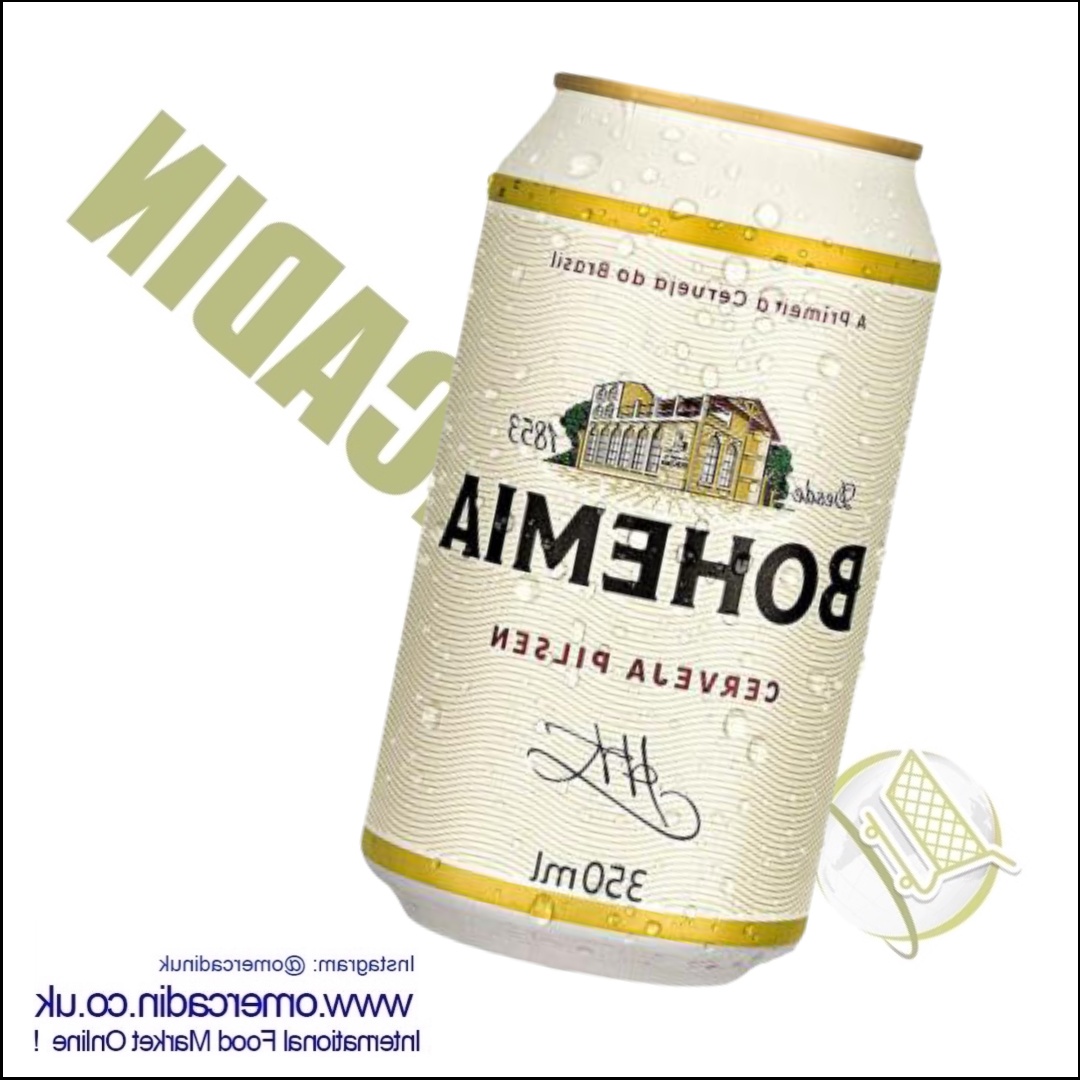 CADIN
A Primeira Cerveja do Brasil
Desde 1853
BOHEMIA
CERVEJA PILSEN
350ml
Instagram: @omercadinuk
www.omercadin.co.uk
International Food Market Online !